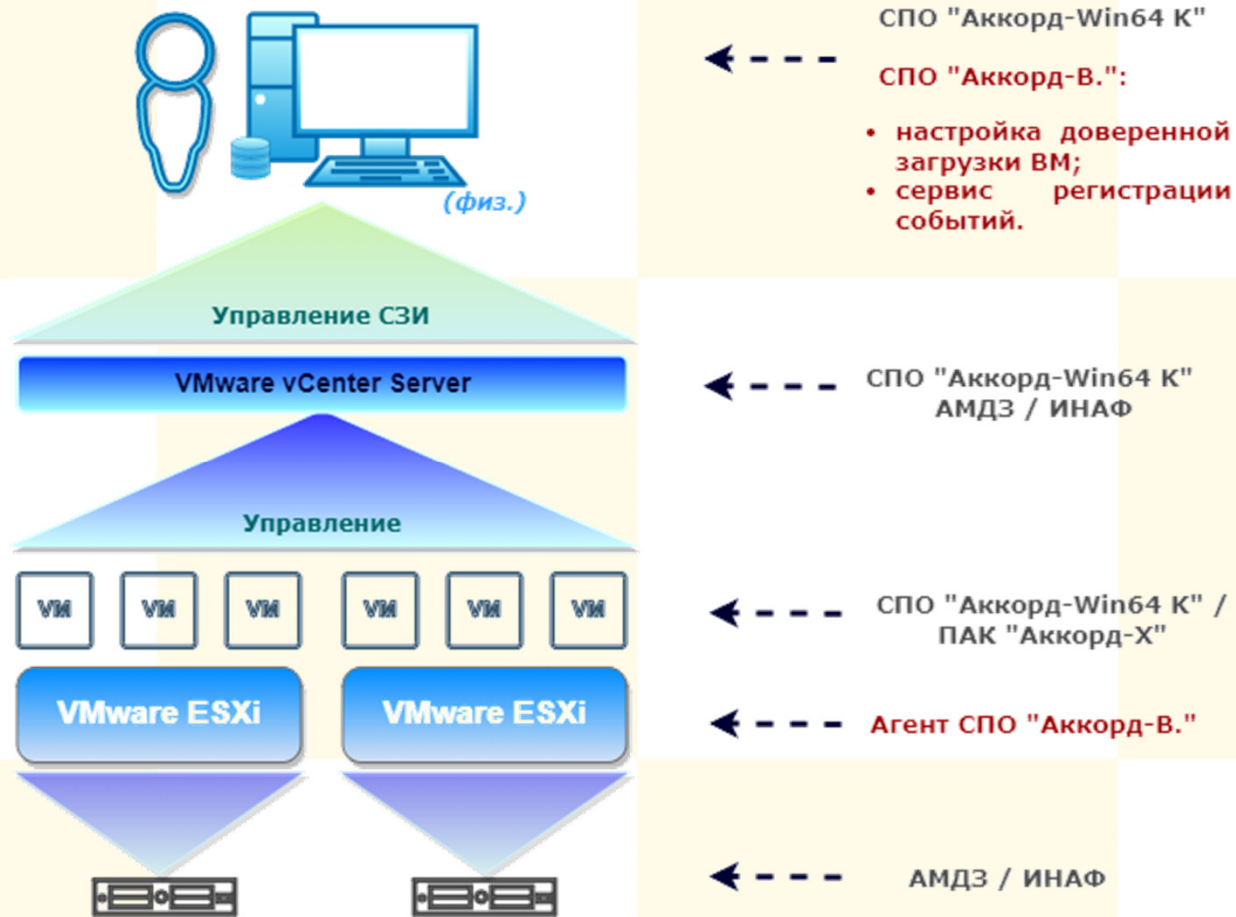 СПО "Аккорд-Win64 К"
СПО "Аккорд-В.":
• настройка доверенной
загрузки ВМ;
• сервис регистрации
событий.
(физ.)
Управление СЗИ
VMware vCenter Server
СПО "Аккорд-Win64 К"
АМДЗ / ИНАФ
Управление
VM
VM
VM
VM
VM
VM
СПО "Аккорд-Win64 К" /
ПАК "Аккорд-Х"
VMware ESXi
VMware ESXi
Агент СПО "Аккорд-В."
АМДЗ / ИНАФ